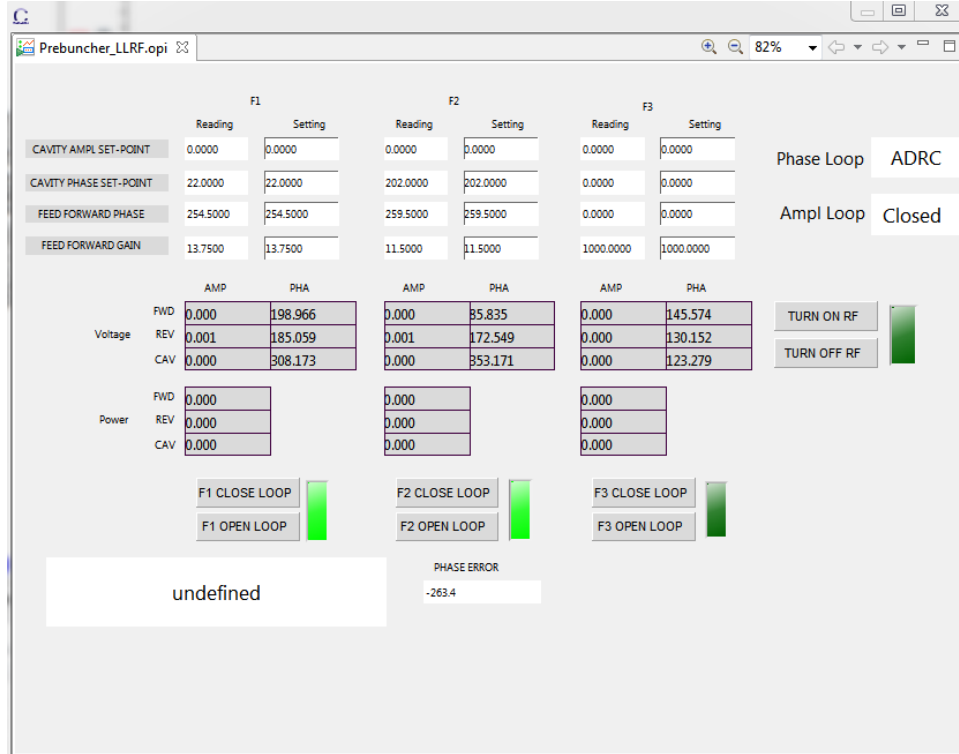 Prebuncher_LLRF.opi
82%
F1 F2 F3
Reading Setting Reading Setting Reading Setting
CAVITY AMPL SET-POINT 0.0000 0.0000 0.0000 0.0000 0.0000 0.0000
Phase Loop ADRC
CAVITY PHASE SET-POINT 22.0000 22.0000 202.0000 202.0000 0.0000 0.0000
FEED FORWARD PHASE 254.5000 254.5000 259.5000 259.5000 0.0000 0.0000
Ampl Loop Closed
FEED FORWARD GAIN 13.7500 13.7500 11.5000 11.5000 1000.0000 1000.0000
AMP PHA AMP PHA AMP PHA
FWD 0.000 198.966 0.000 85.835 0.000 145.574
TURN ON RF
Voltage REV 0.001 185.059 0.001 172.549 0.000 130.152
TURN OFF RF
CAV 0.000 308.173 0.000 353.171 0.000 123.279
FWD 0.000 0.000 0.000
Power REV 0.000 0.000 0.000
CAV 0.000 0.000 0.000
F1 CLOSE LOOP F2 CLOSE LOOP F3 CLOSE LOOP
F1 OPEN LOOP F2 OPEN LOOP F3 OPEN LOOP
PHASE ERROR
undefined -263.4